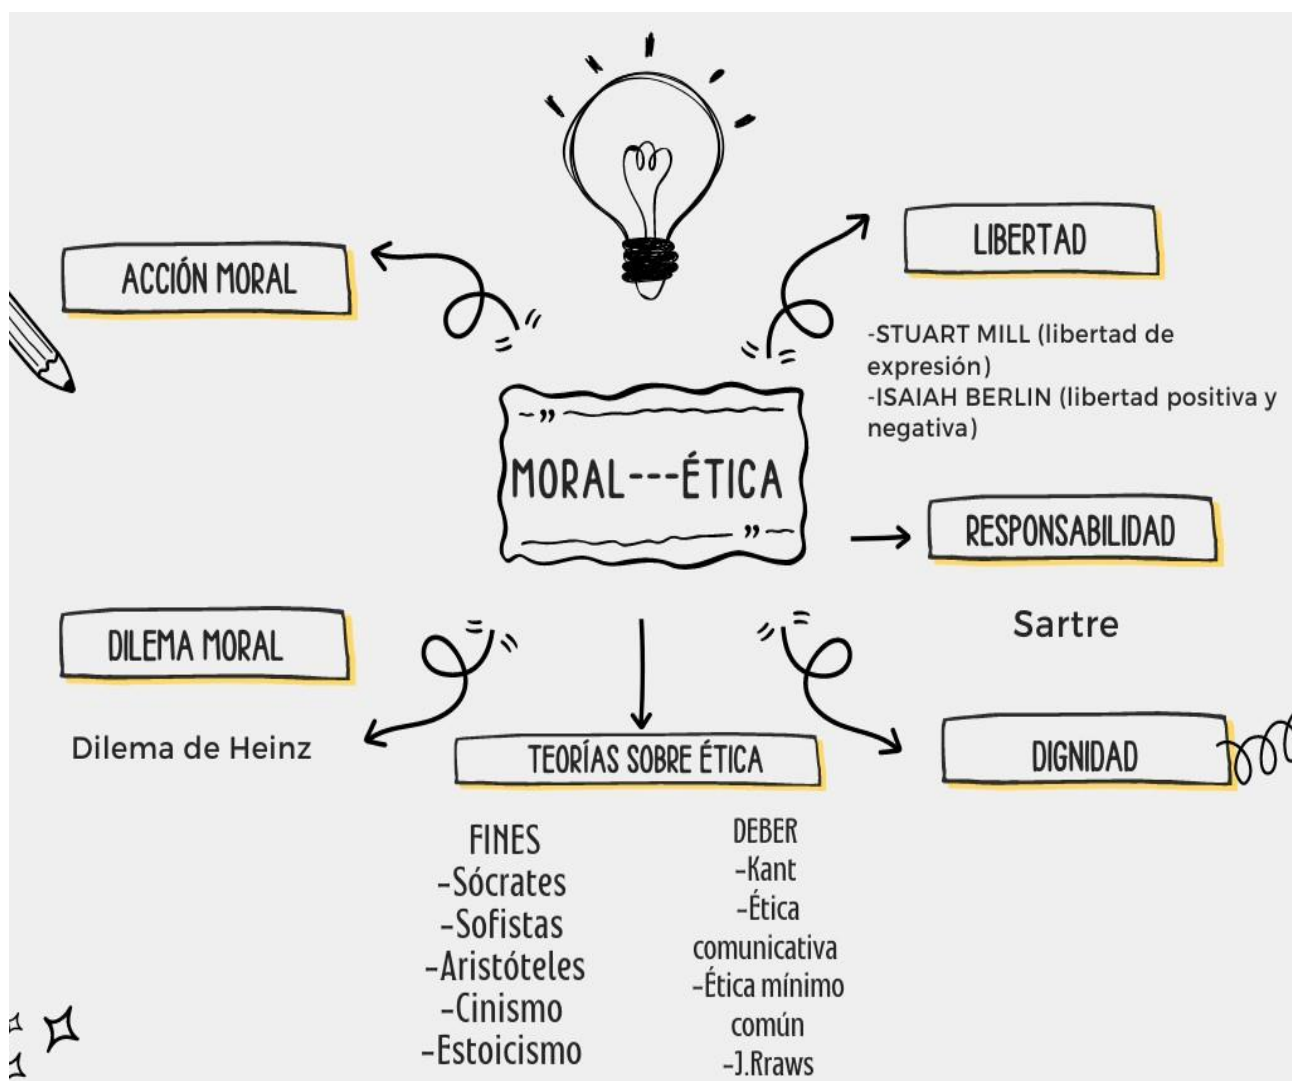 ACCIÓN MORAL
LIBERTAD
-STUART MILL (libertad de
expresión)
-ISAIAH BERLIN (libertad positiva y
negativa)
MORAL---ÉTICA
RESPONSABILIDAD
Sartre
DILEMA MORAL
Dilema de Heinz
TEORÍAS SOBRE ÉTICA
DIGNIDAD
FINES
-Sócrates
-Sofistas
-Aristóteles
-Cinismo
-Estoicismo
DEBER
-Kant
-Ética
comunicativa
-Ética mínimo
común
-J.Rraws